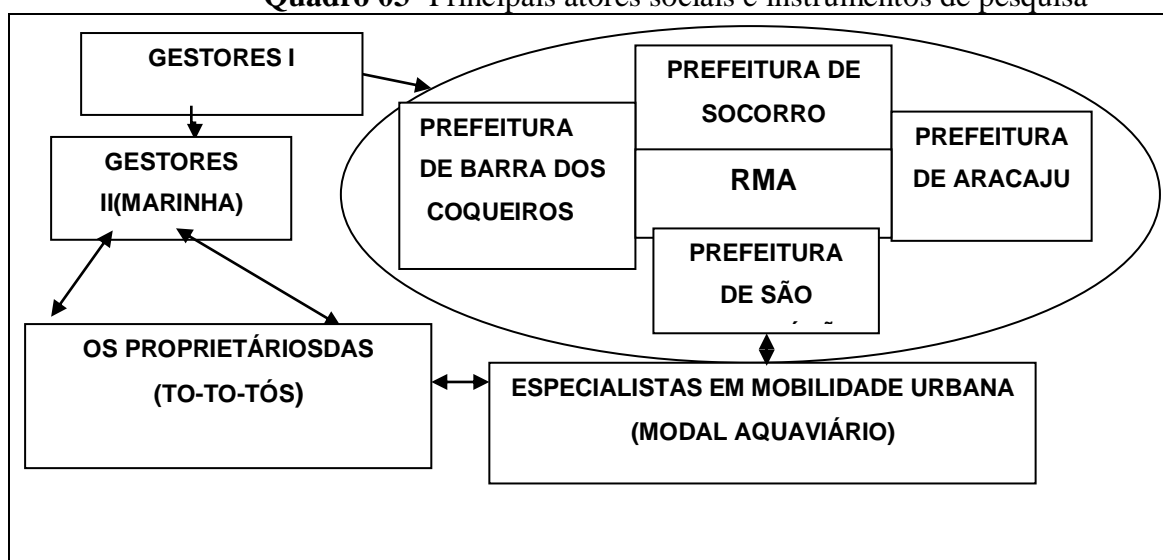 Quadro 03- Principais atores sociais e instrumentos de pesquisa
GESTORES I
GESTORES
II(MARINHA)
PREFEITURA DE
SOCORRO
PREFEITURA
DE BARRA DOS
COQUEIROS
RMA
PREFEITURA
DE ARACAJU
PREFEITURA
DE SÃO
OS PROPRIETÁRIOSDAS
(TO-TO-TÓS)
ESPECIALISTAS EM MOBILIDADE URBANA
(MODAL AQUAVIÁRIO)